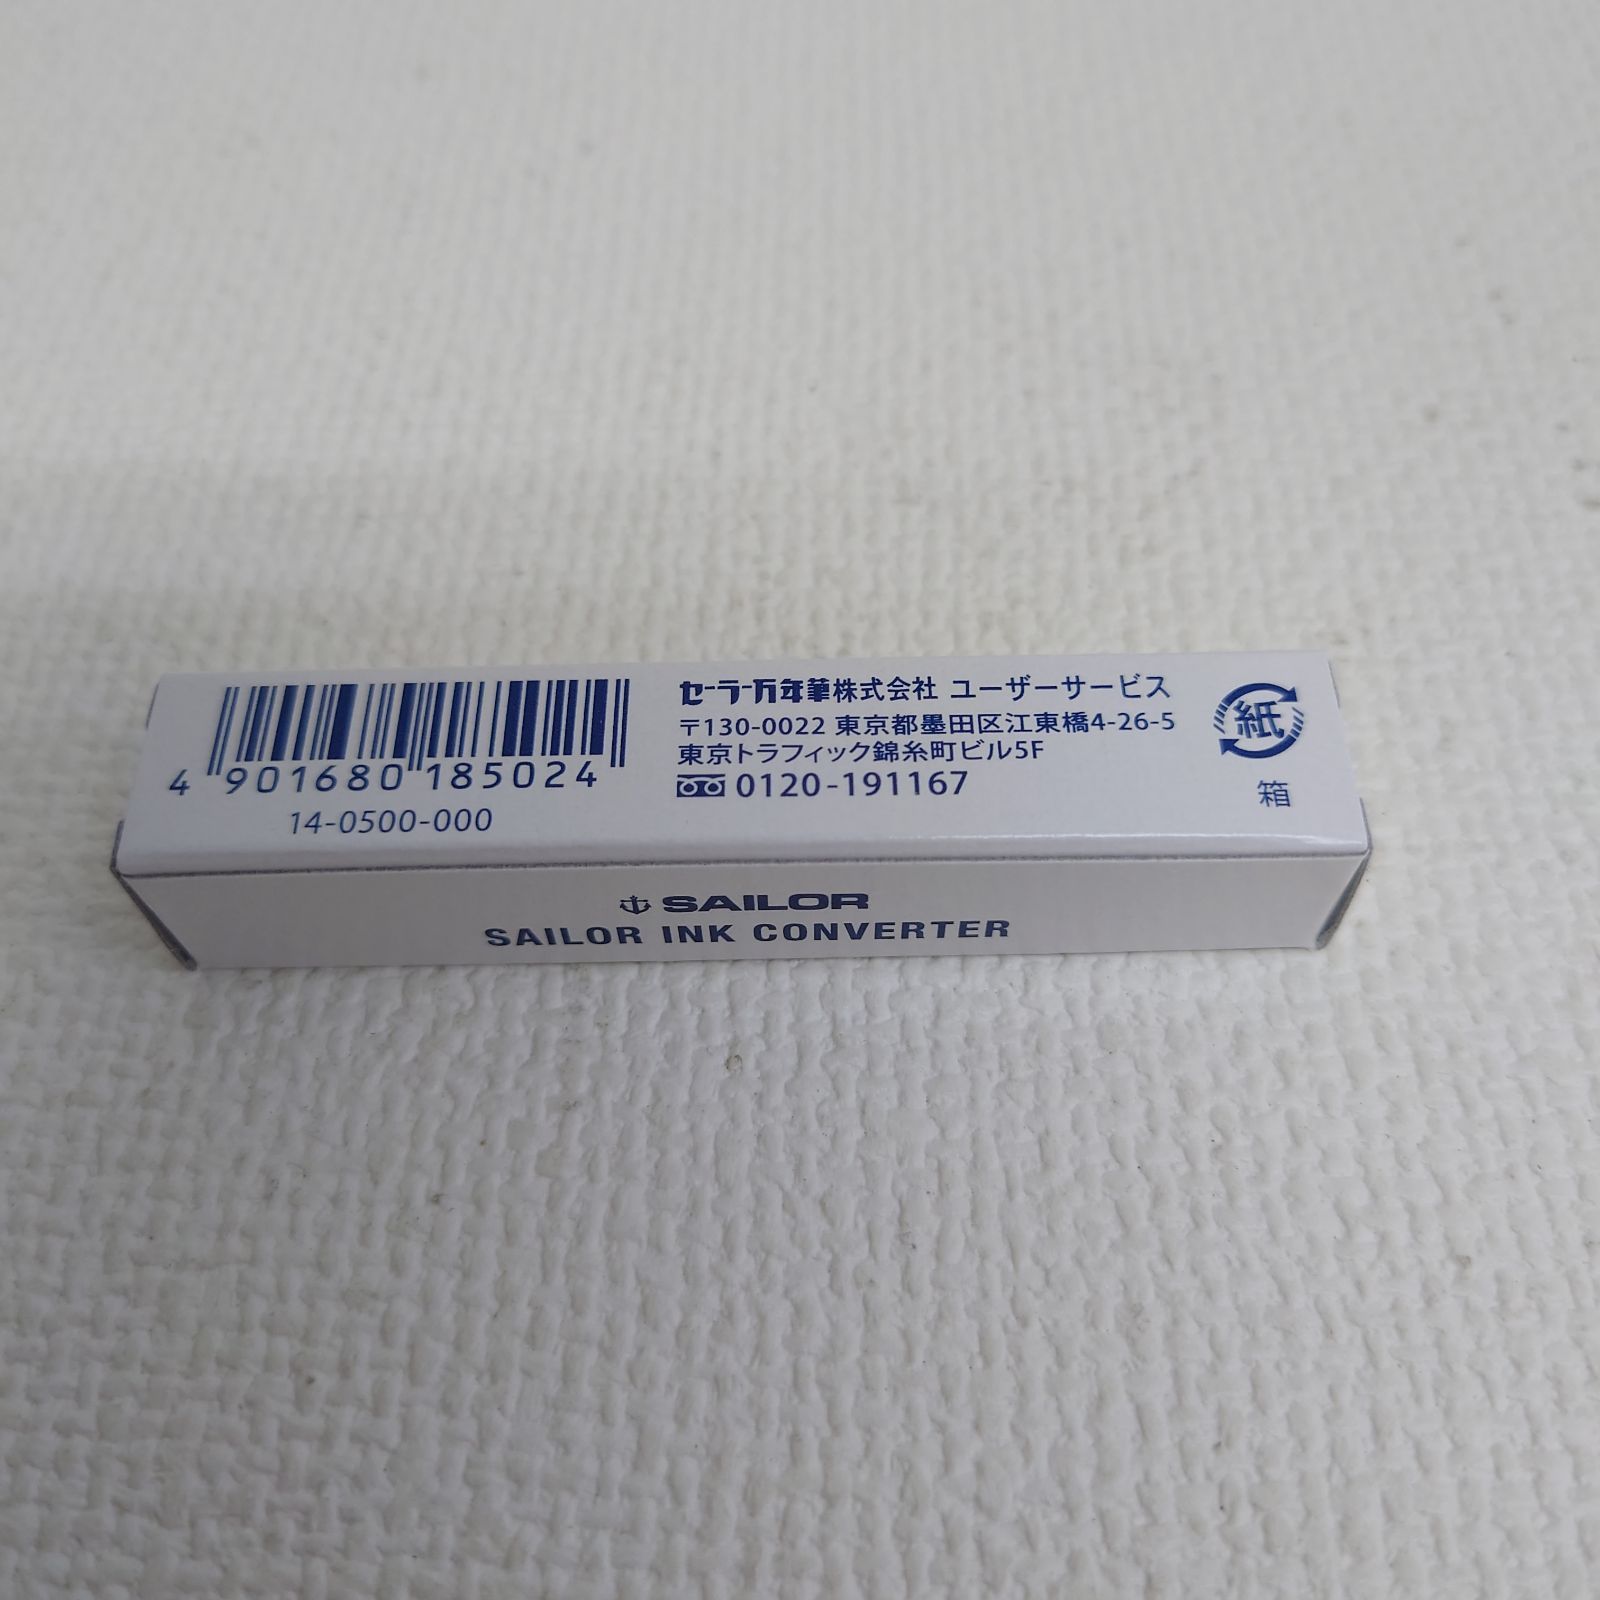 4 901680 185024
14-0500-000
セーラー万年筆株式会社 ユーザーサービス
〒130-0022 東京都墨田区江東橋4-26-5
東京トラフィック錦糸町ビル5F
0120-191167
紙
箱
SAILOR
SAILOR INK CONVERTER